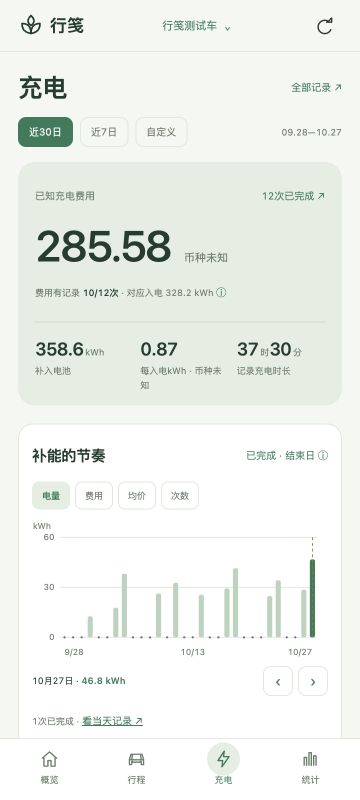 行笺
行笺测试车
充电
全部记录 ↗
近30日
近7日
自定义
09.28—10.27
已知充电费用
12次已完成 ↗
285.58 币种未知
费用有记录 10/12次 · 对应入电 328.2 kWh ⓘ
358.6 kWh
补入电池
0.87
每入电kWh · 币种未
知
37时30分
记录充电时长
补能的节奏
已完成 · 结束日 ⓘ
电量
费用
均价
次数
kWh
60
30
0
9/28
10/13
10/27
10月27日 · 46.8 kWh
‹
›
1次已完成 · 看当天记录 ↗
概览
行程
充电
统计